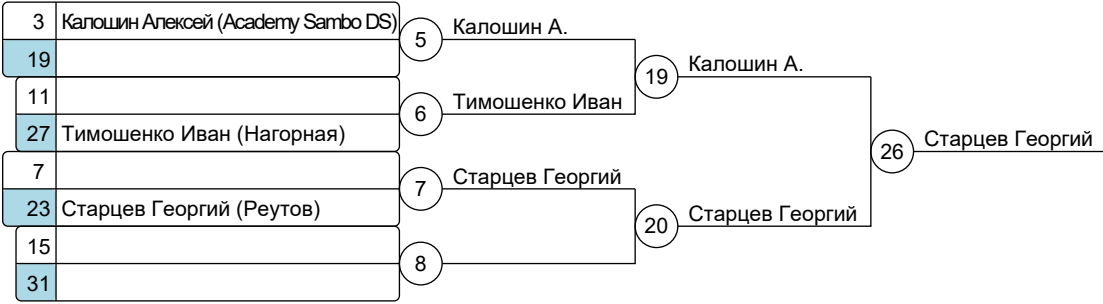 3 Калошин Алексей (Academy Sambo DS)
5 Калошин А.
19
19 Калошин А.
11
6 Тимошенко Иван
27 Тимошенко Иван (Нагорная)
26 Старцев Георгий
7
7 Старцев Георгий
23 Старцев Георгий (Реутов)
20 Старцев Георгий
15
8
31